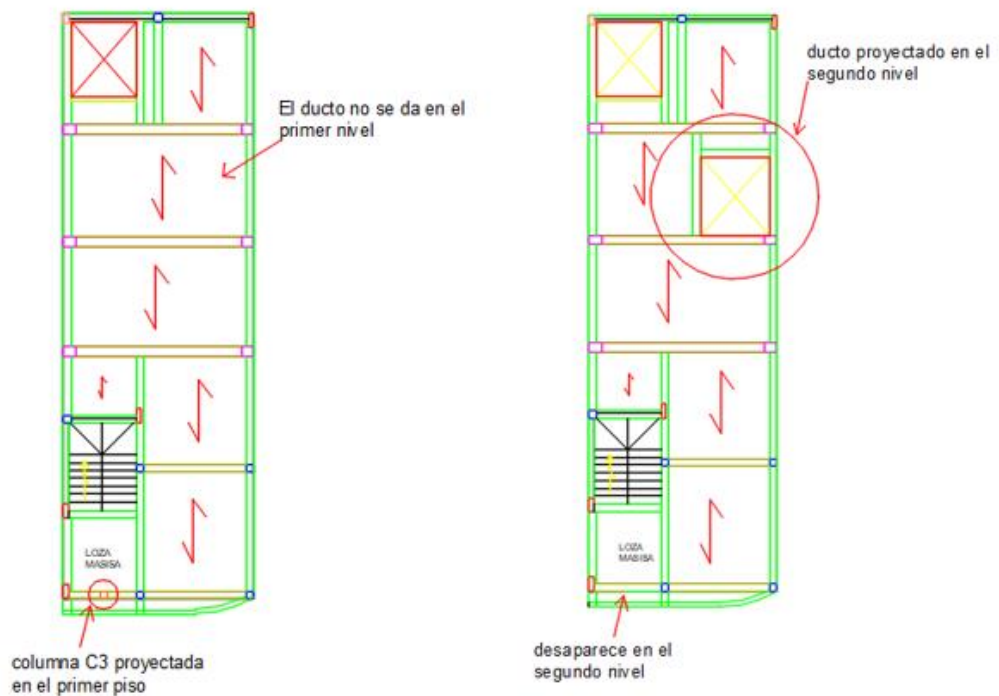 El ducto no se da en el
primer nivel
LOZA
MASISA
columna C3 proyectada
en el primer piso
ducto proyectado en el
segundo nivel
LOZA
MASISA
desaparece en el
segundo nivel